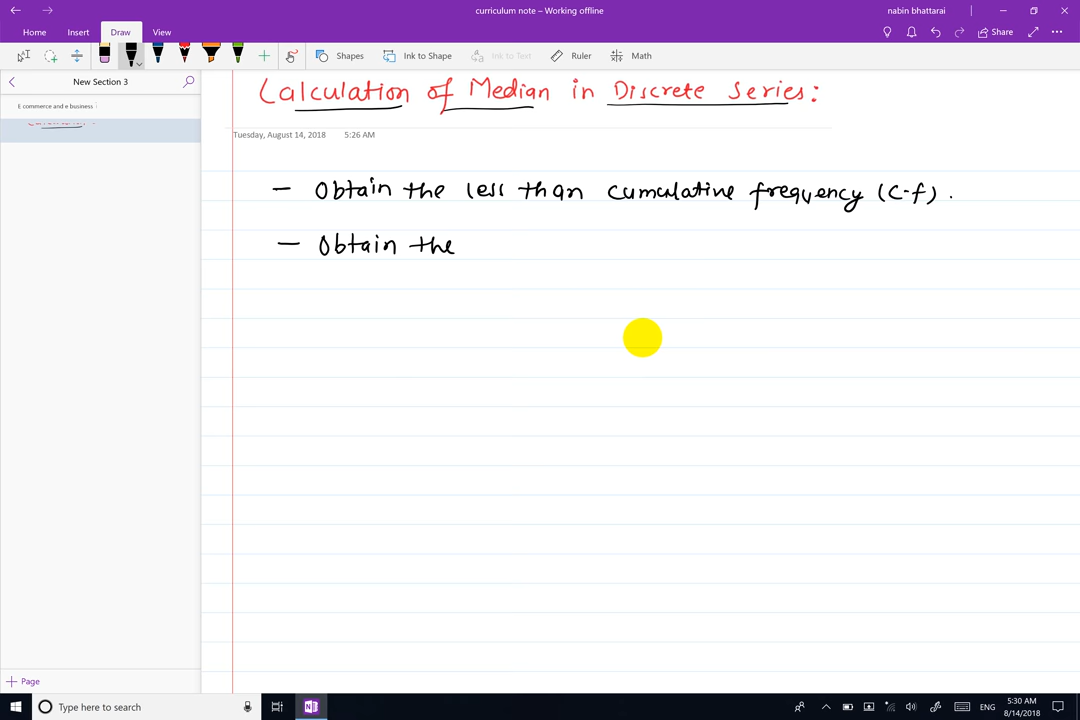 curriculum note – Working offline
nabin bhattarai
Home Insert Draw View
Share
Shapes Ink to Shape Ink to Text Ruler Math
New Section 3
E commerce and e business
Calculation of Median in Discrete Series:
Tuesday, August 14, 2018 5:26 AM
– Obtain the less than cumulative frequency (c.f).
– Obtain the
+ Page
Type here to search
ENG
5:30 AM
8/14/2018